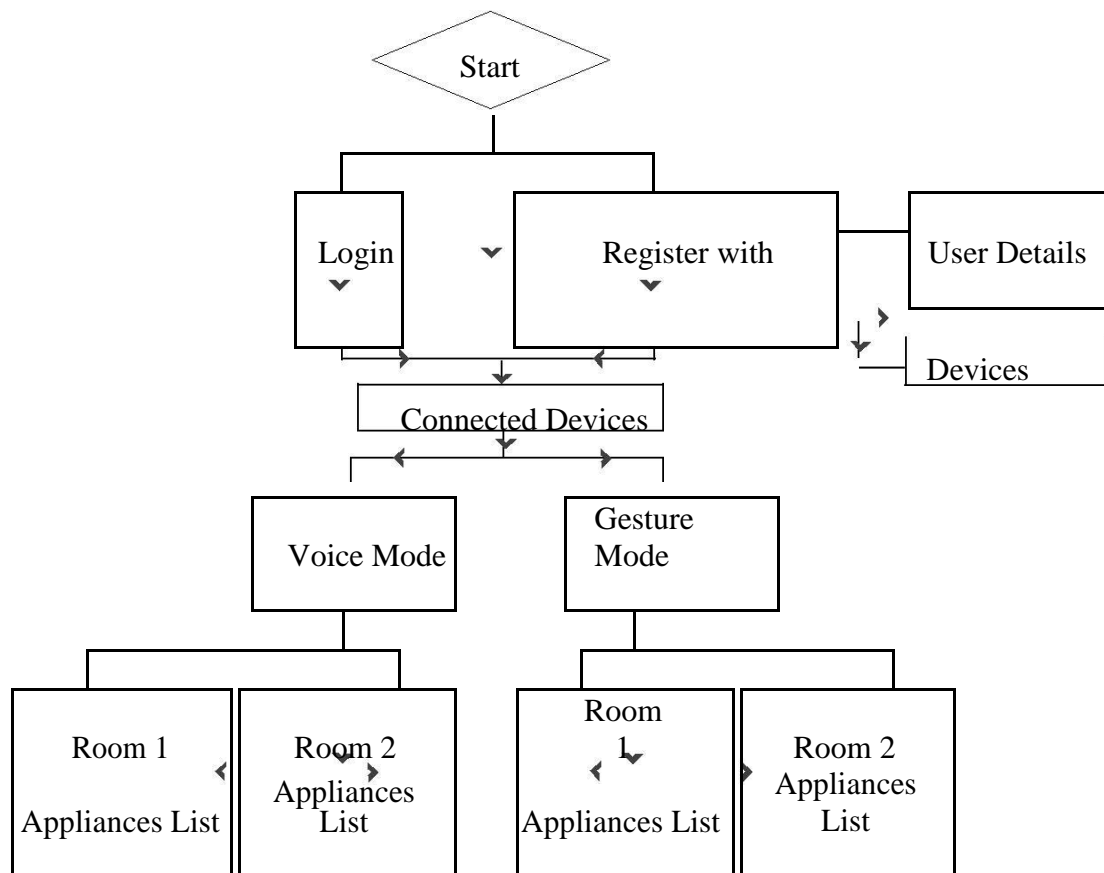 Start
Login
Register with
User Details
Devices
Connected Devices
Voice Mode
Gesture
Mode
Room 1
Appliances List
Room 2
Appliances
List
Room
1
Appliances List
Room 2
Appliances
List